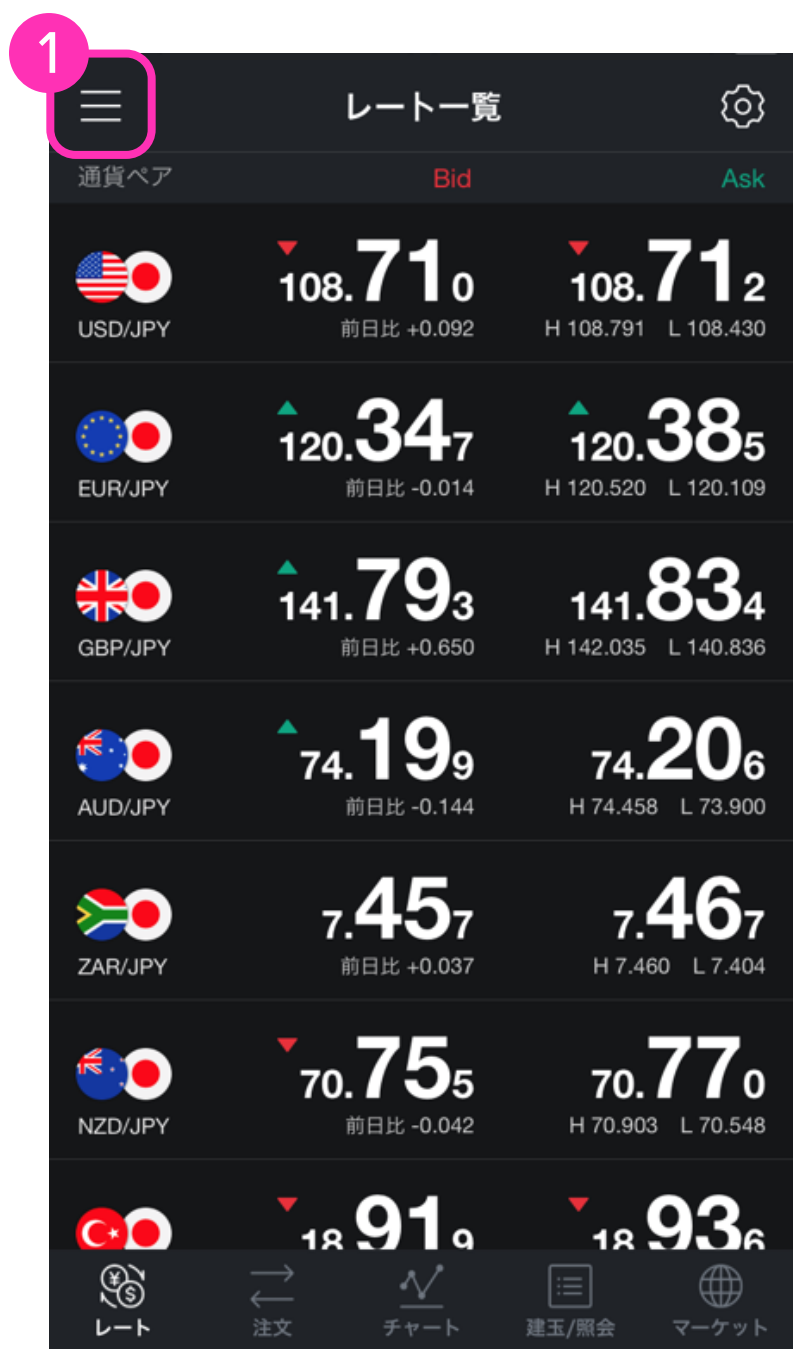 1
レート一覧
通貨ペア Bid Ask
108.710 108.712
USD/JPY 前日比 +0.092 H 108.791 L 108.430
120.347 120.385
EUR/JPY 前日比 -0.014 H 120.520 L 120.109
141.793 141.834
GBP/JPY 前日比 +0.650 H 142.035 L 140.836
74.199 74.206
AUD/JPY 前日比 -0.144 H 74.458 L 73.900
7.457 7.467
ZAR/JPY 前日比 +0.037 H 7.460 L 7.404
70.755 70.770
NZD/JPY 前日比 -0.042 H 70.903 L 70.548
18.919 18.936
レート 注文 チャート 建玉/照会 マーケット